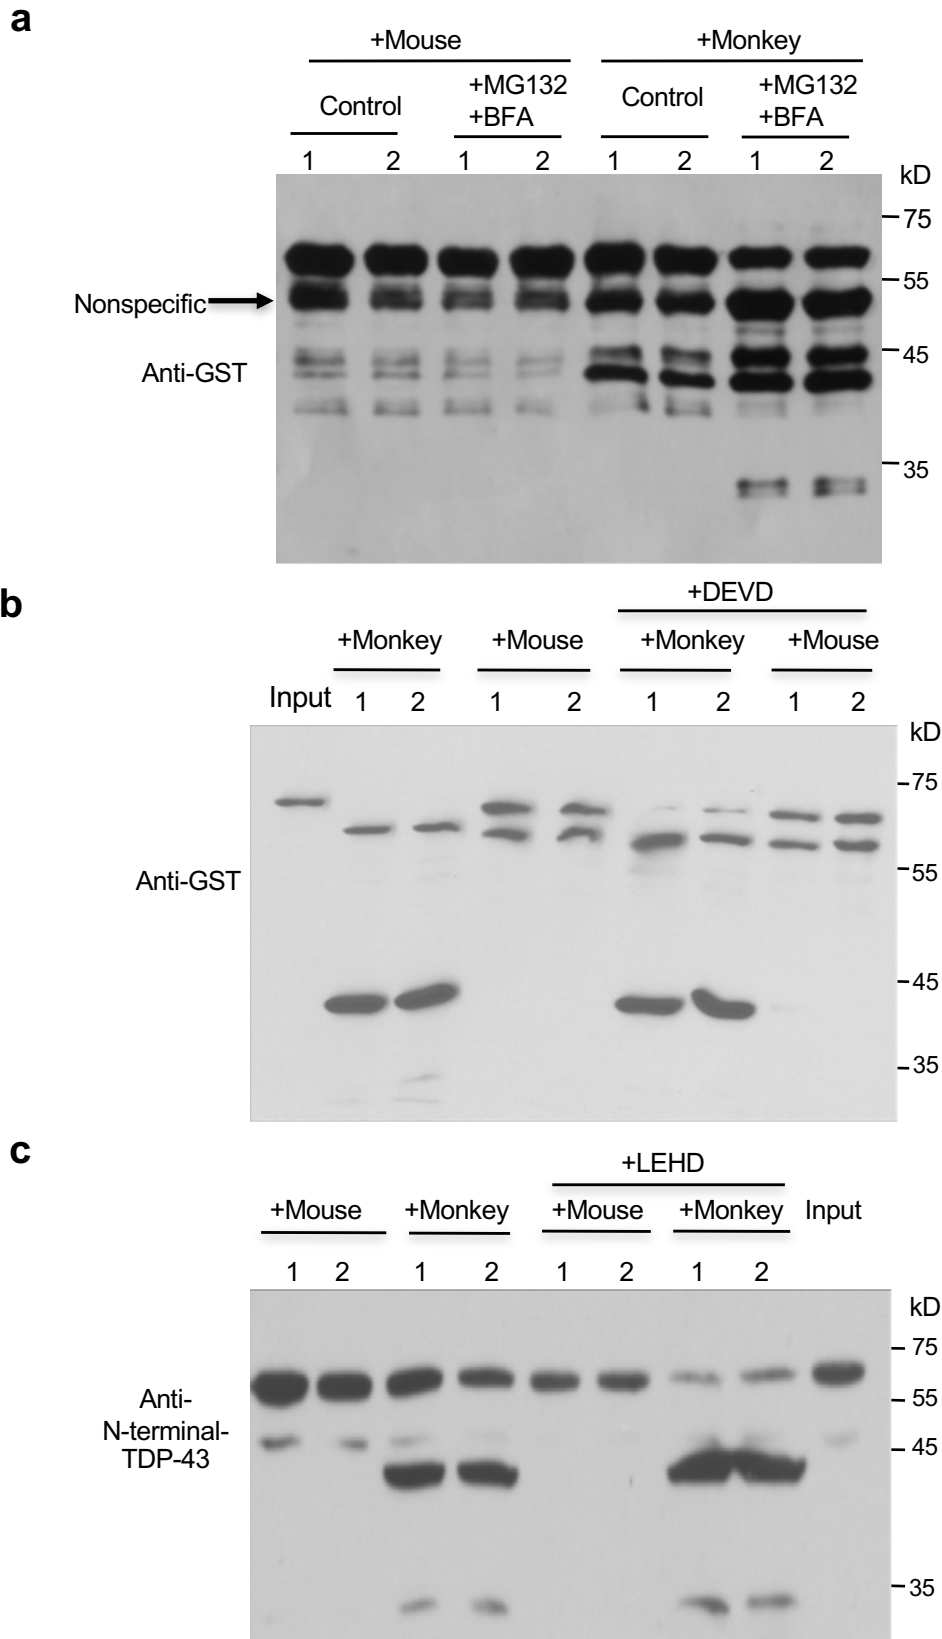 a
+Mouse +Monkey
Control +MG132 +BFA Control +MG132 +BFA
1 2 1 2 1 2 1 2
kD
75
55
Nonspecific
45
Anti-GST
35
b
+DEVD
+Monkey +Mouse +Monkey +Mouse
Input 1 2 1 2 1 2 1 2
kD
75
55
Anti-GST
45
35
c
+LEHD
+Mouse +Monkey +Mouse +Monkey Input
1 2 1 2 1 2 1 2
kD
75
55
Anti-
N-terminal-
TDP-43
45
35